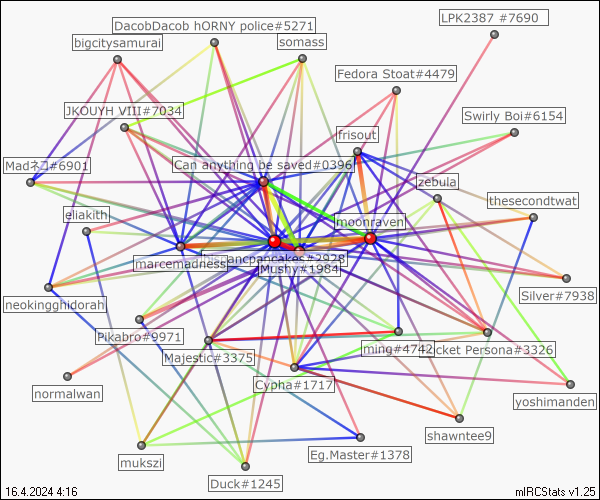 LPK2387 #7690
DacobDacob hORNY police#5271
bigcitysamurai
somass
Fedora Stoat#4479
JKOUYH VIII#7034
Swirly Boi#6154
frisout
Madネコ#6901
Can anything be saved#0396
zebula
eliakith
moonraven
thesecondtwat
marcemadness
ancpancakes#2928
Mushy#1984
neokingghidorah
Silver#7938
Pikabro#9971
Majestic#3375
ming#4742
cket Persona#3326
Cypha#1717
normalwan
yoshimanden
shawntee9
mukszi
Eg.Master#1378
Duck#1245
16.4.2024 4:16
mIRCStats v1.25